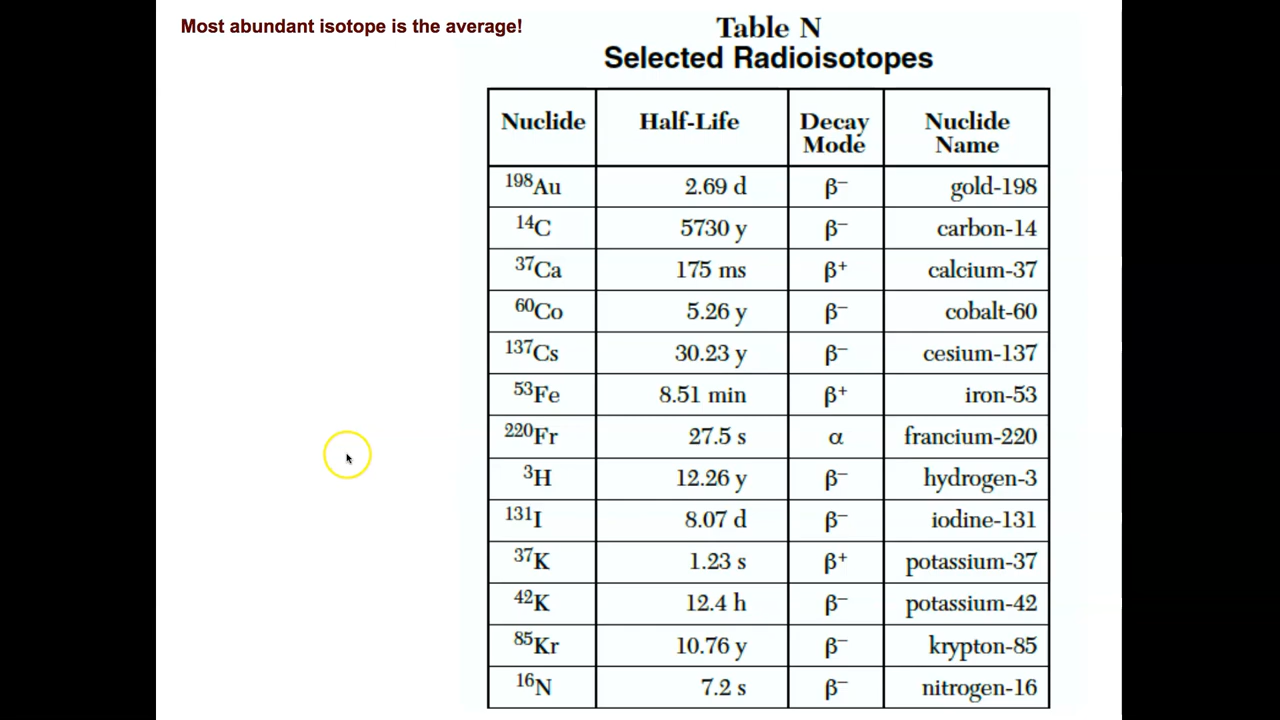 Most abundant isotope is the average!
Table N
Selected Radioisotopes
Nuclide Half-Life Decay Mode Nuclide Name
¹⁹⁸Au 2.69 d β⁻ gold-198
¹⁴C 5730 y β⁻ carbon-14
³⁷Ca 175 ms β⁺ calcium-37
⁶⁰Co 5.26 y β⁻ cobalt-60
¹³⁷Cs 30.23 y β⁻ cesium-137
⁵³Fe 8.51 min β⁺ iron-53
²²⁰Fr 27.5 s α francium-220
³H 12.26 y β⁻ hydrogen-3
¹³¹I 8.07 d β⁻ iodine-131
³⁷K 1.23 s β⁺ potassium-37
⁴²K 12.4 h β⁻ potassium-42
⁸⁵Kr 10.76 y β⁻ krypton-85
¹⁶N 7.2 s β⁻ nitrogen-16